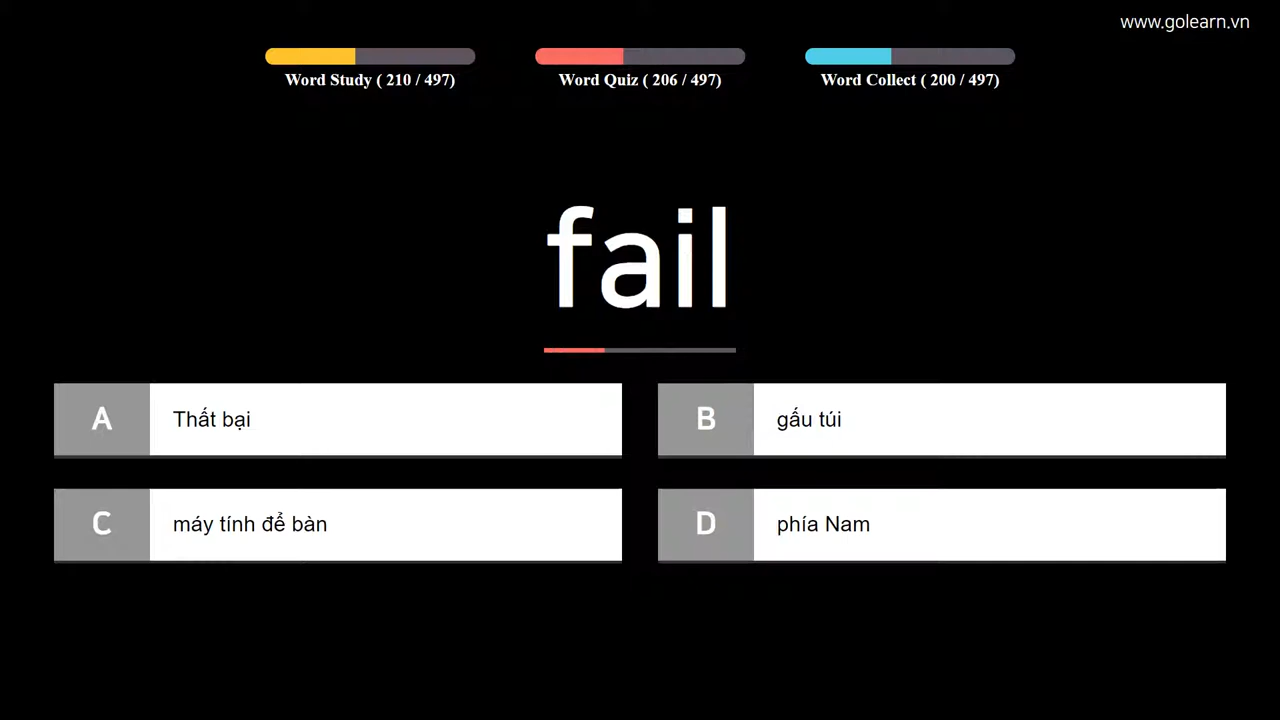 www.golearn.vn
Word Study ( 210 / 497)
Word Quiz ( 206 / 497)
Word Collect ( 200 / 497)
fail
A Thất bại
B gấu túi
C máy tính để bàn
D phía Nam